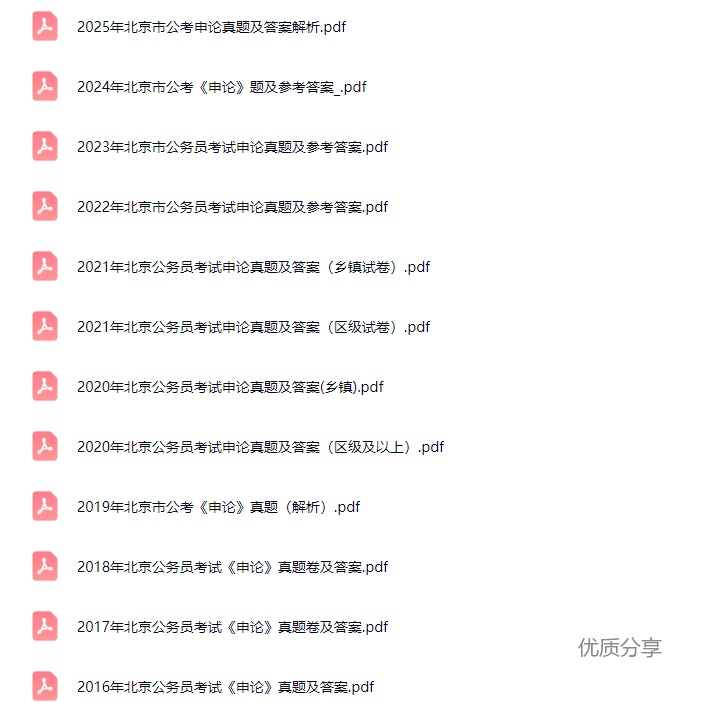 2025年北京市公考申论真题及答案解析.pdf
2024年北京市公考《申论》题及参考答案_.pdf
2023年北京市公务员考试申论真题及参考答案.pdf
2022年北京市公务员考试申论真题及参考答案.pdf
2021年北京公务员考试申论真题及答案（乡镇试卷）.pdf
2021年北京公务员考试申论真题及答案（区级试卷）.pdf
2020年北京公务员考试申论真题及答案(乡镇).pdf
2020年北京公务员考试申论真题及答案（区级及以上）.pdf
2019年北京市公考《申论》真题（解析）.pdf
2018年北京公务员考试《申论》真题卷及答案.pdf
2017年北京公务员考试《申论》真题卷及答案.pdf
优质分享
2016年北京公务员考试《申论》真题及答案.pdf